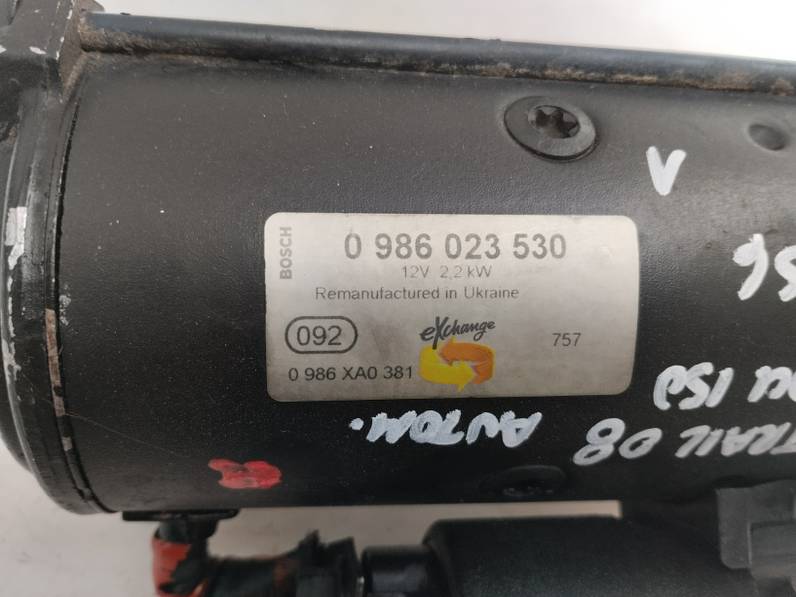 BOSCH
0 986 023 530
12V 2,2 kW
Remanufactured in Ukraine
092
eXchange
757
0 986 XA0 381
V
TRAIL 08 AUTOM.